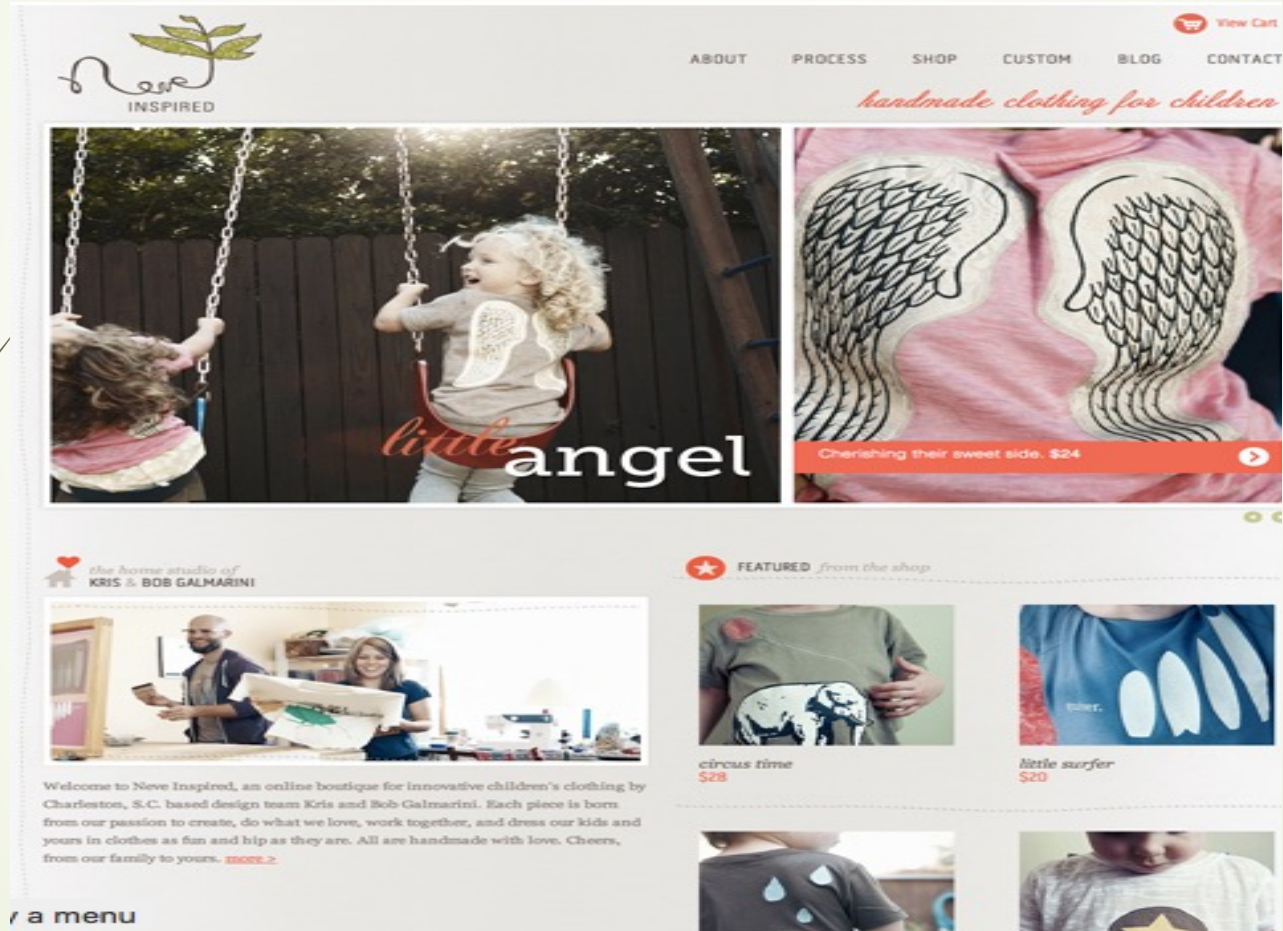 View Cart
ABOUT PROCESS SHOP CUSTOM BLOG CONTACT
Neve
INSPIRED
handmade clothing for children
little
angel
Cherishing their sweet side. $24
the home studio of
KRIS & BOB GALMARINI
FEATURED from the shop
circus time
$28
little surfer
$20
Welcome to Neve Inspired, an online boutique for innovative children's clothing by
Charleston, S.C. based design team Kris and Bob Galmarini. Each piece is born
from our passion to create, do what we love, work together, and dress our kids and
yours in clothes as fun and hip as they are. All are handmade with love. Cheers,
from our family to yours. more >
y a menu